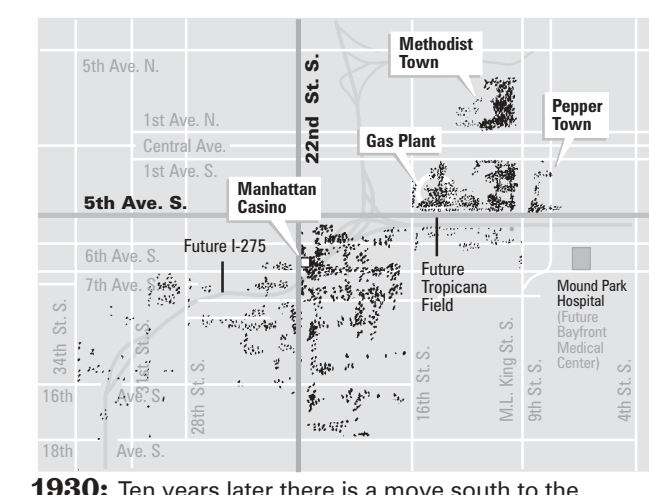 Methodist
Town
5th Ave. N.
22nd St. S.
Pepper
Town
1st Ave. N.
Gas Plant
Central Ave.
1st Ave. S.
Manhattan
Casino
5th Ave. S.
Future I-275
6th Ave. S.
7th Ave. S.
Future
Tropicana
Field
Mound Park
Hospital
(Future
Bayfront
Medical
Center)
34th St. S.
31st St. S.
28th St. S.
16th St. S.
M.L. King St. S.
9th St. S.
4th St. S.
16th Ave. S.
18th Ave. S.
1930: Ten years later there is a move south to the